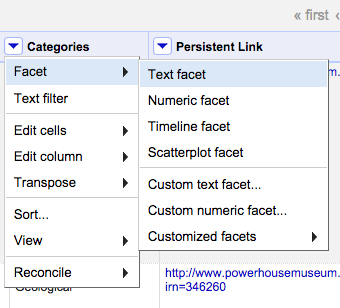 « first ‹
Categories
Persistent Link
Facet
Text filter
Edit cells
Edit column
Transpose
Sort...
View
Reconcile
Text facet
Numeric facet
Timeline facet
Scatterplot facet
Custom text facet...
Custom numeric facet...
Customized facets
m.
Geological
http://www.powerhousemuseum.
irn=346260